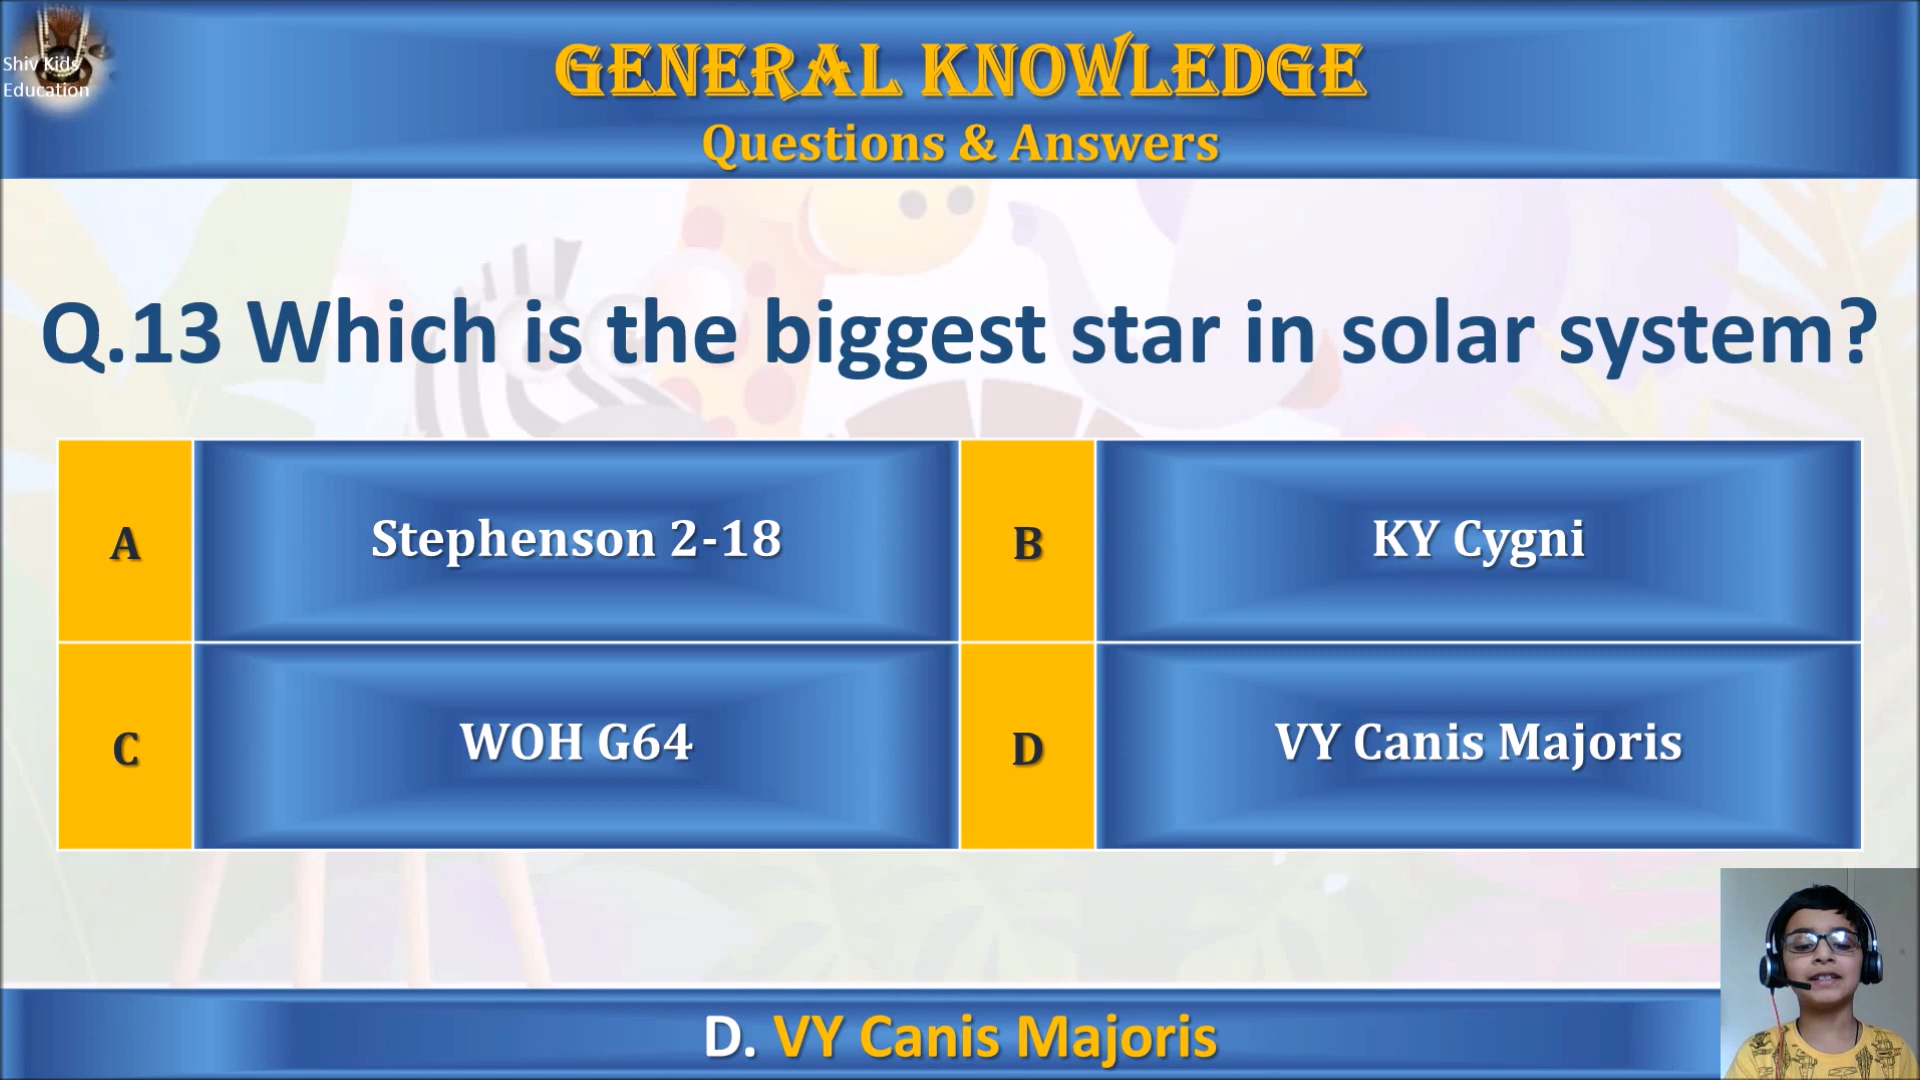 Shiv Kids
Education
GENERAL KNOWLEDGE
Questions & Answers
Q.13 Which is the biggest star in solar system?
A
Stephenson 2-18
B
KY Cygni
C
WOH G64
D
VY Canis Majoris
D. VY Canis Majoris